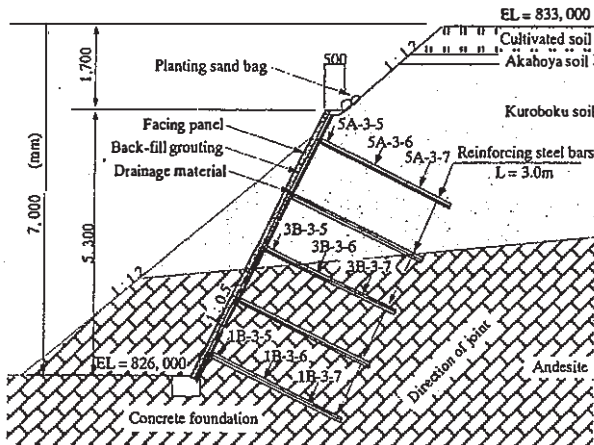 EL = 833, 000
Cultivated soil
Akahoya soil
1:1.2
500
Planting sand bag
1,700
Kuroboku soil
Facing panel
5A-3-5
5A-3-6
Back-fill grouting
5A-3-7
Reinforcing steel bars
Drainage material
L = 3.0m
7, 000 (mm)
5, 300
3B-3-5
3B-3-6
3B-3-7
1:1.2
1:0.5
1B-3-5
EL = 826, 000
1B-3-6
1B-3-7
Direction of joint
Andesite
Concrete foundation